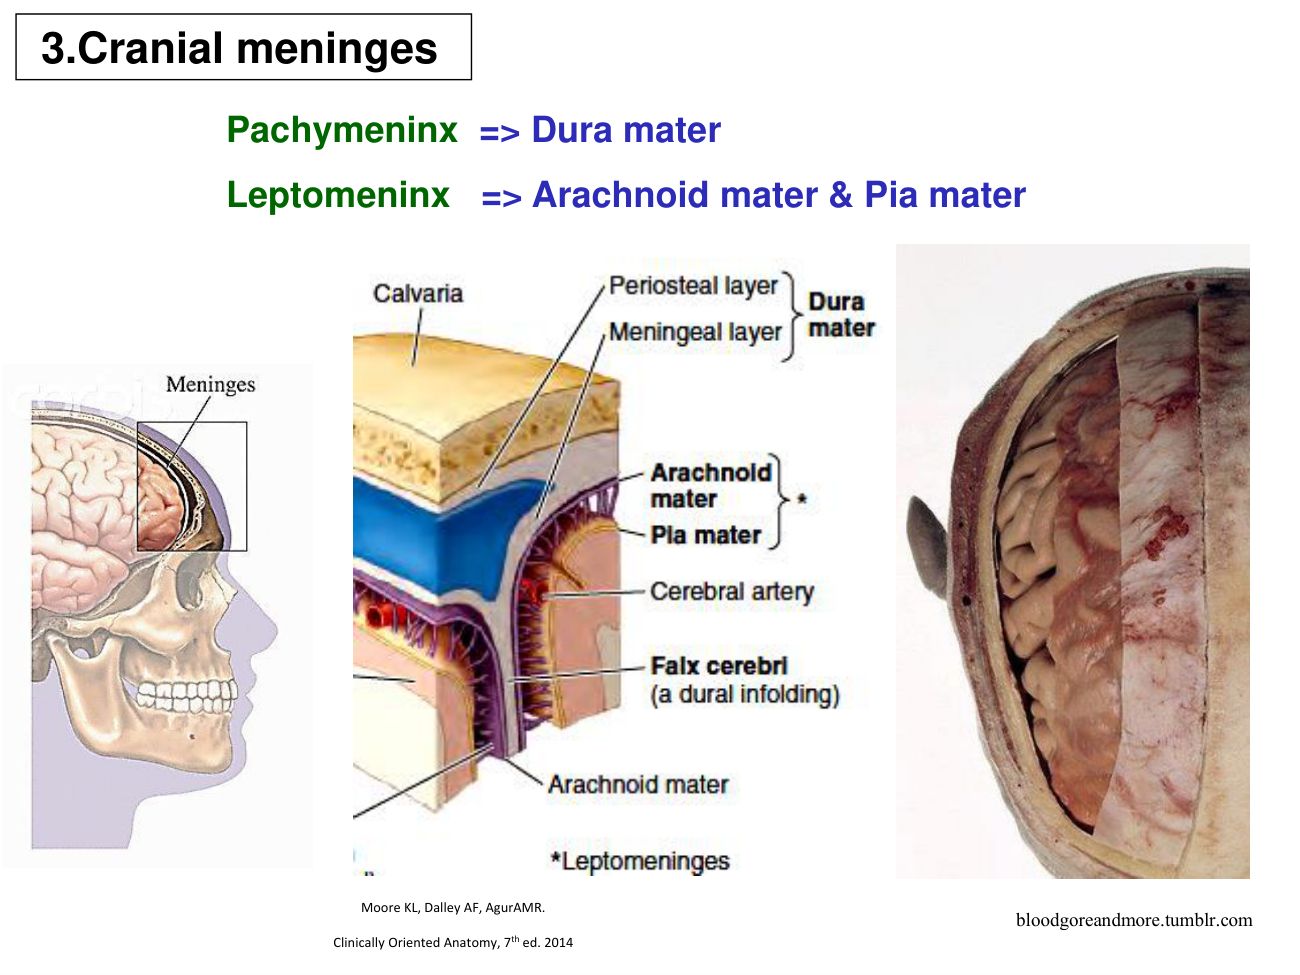 3.Cranial meninges
Pachymeninx => Dura mater
Leptomeninx => Arachnoid mater & Pia mater
Meninges
Calvaria
Periosteal layer
Meningeal layer
Dura
mater
Arachnoid
mater
*
Pia mater
Cerebral artery
Falx cerebri
(a dural infolding)
Arachnoid mater
*Leptomeninges
Moore KL, Dalley AF, AgurAMR.
Clinically Oriented Anatomy, 7th ed. 2014
bloodgoreandmore.tumblr.com